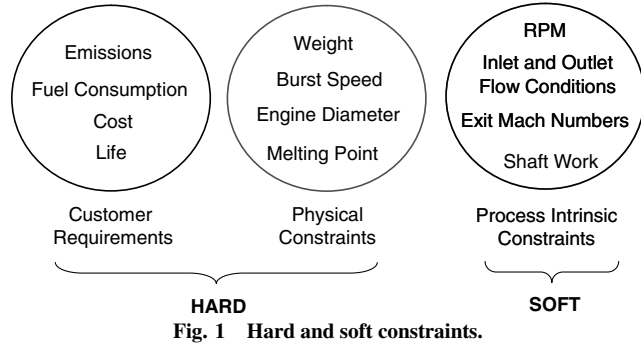 Emissions
Fuel Consumption
Cost
Life
Weight
Burst Speed
Engine Diameter
Melting Point
RPM
Inlet and Outlet
Flow Conditions
Exit Mach Numbers
Shaft Work
Customer
Requirements
Physical
Constraints
Process Intrinsic
Constraints
HARD
SOFT
Fig. 1 Hard and soft constraints.